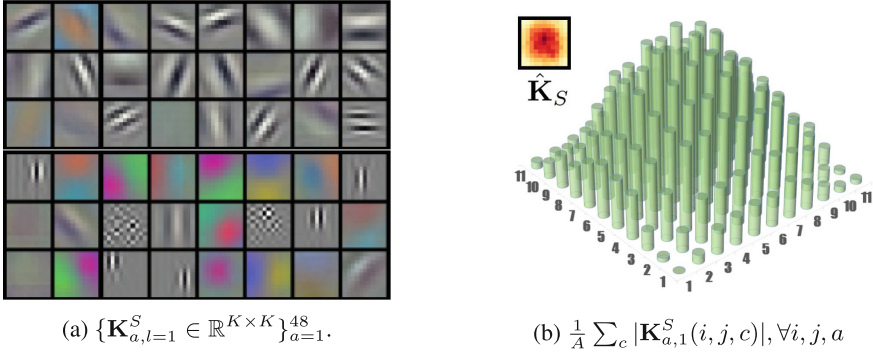 K̂_S
11 10 9 8 7 6 5 4 3 2 1
1 2 3 4 5 6 7 8 9 10 11
(a) {K^S_{a,l=1} ∈ ℝ^{K×K}}^{48}_{a=1}.
(b) 1/A ∑_c |K^S_{a,1}(i, j, c)|, ∀i, j, a